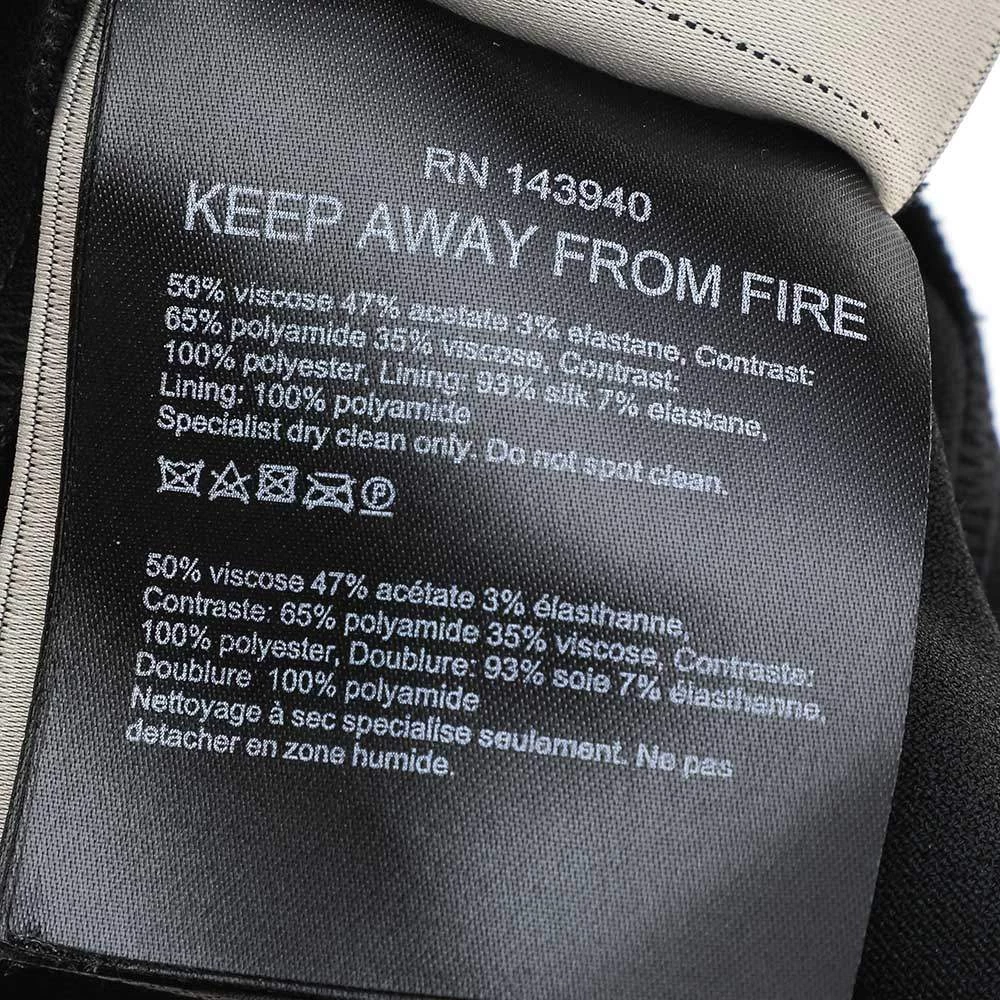 RN 143940
KEEP AWAY FROM FIRE
50% viscose 47% acetate 3% elastane, Contrast:
65% polyamide 35% viscose, Contrast:
100% polyester, Lining: 93% silk 7% elastane,
Lining: 100% polyamide
Specialist dry clean only. Do not spot clean.
P
50% viscose 47% acétate 3% élasthanne,
Contraste: 65% polyamide 35% viscose, Contraste:
100% polyester, Doublure: 93% soie 7% élasthanne,
Doublure 100% polyamide
Nettoyage à sec specialise seulement. Ne pas
detacher en zone humide.